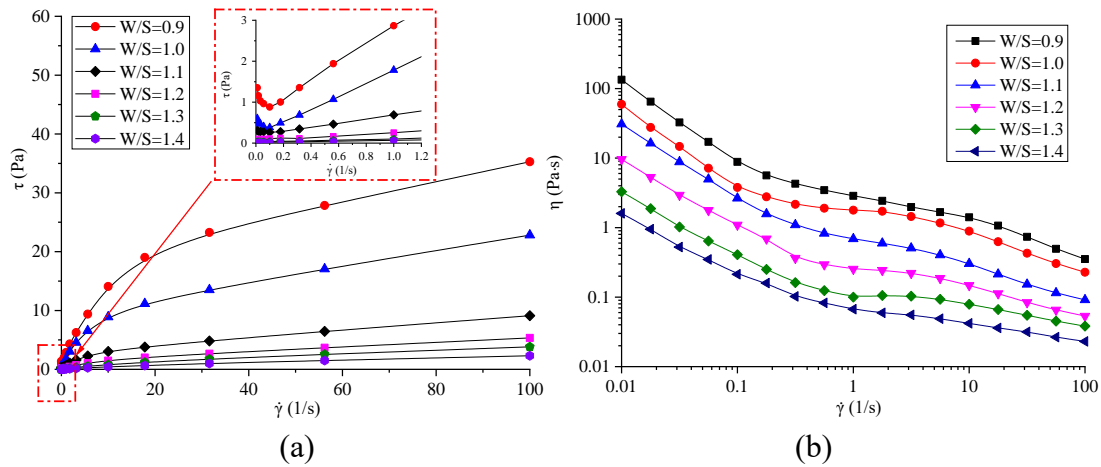 60
50
40
30
20
10
0
τ (Pa)
0
20
40
60
80
100
γ̇ (1/s)
W/S=0.9
W/S=1.0
W/S=1.1
W/S=1.2
W/S=1.3
W/S=1.4
3
2
1
0
τ (Pa)
0.0
0.2
0.4
0.6
0.8
1.0
1.2
γ̇ (1/s)
(a)
1000
100
10
1
0.1
0.01
η (Pa·s)
0.01
0.1
1
10
100
γ̇ (1/s)
W/S=0.9
W/S=1.0
W/S=1.1
W/S=1.2
W/S=1.3
W/S=1.4
(b)